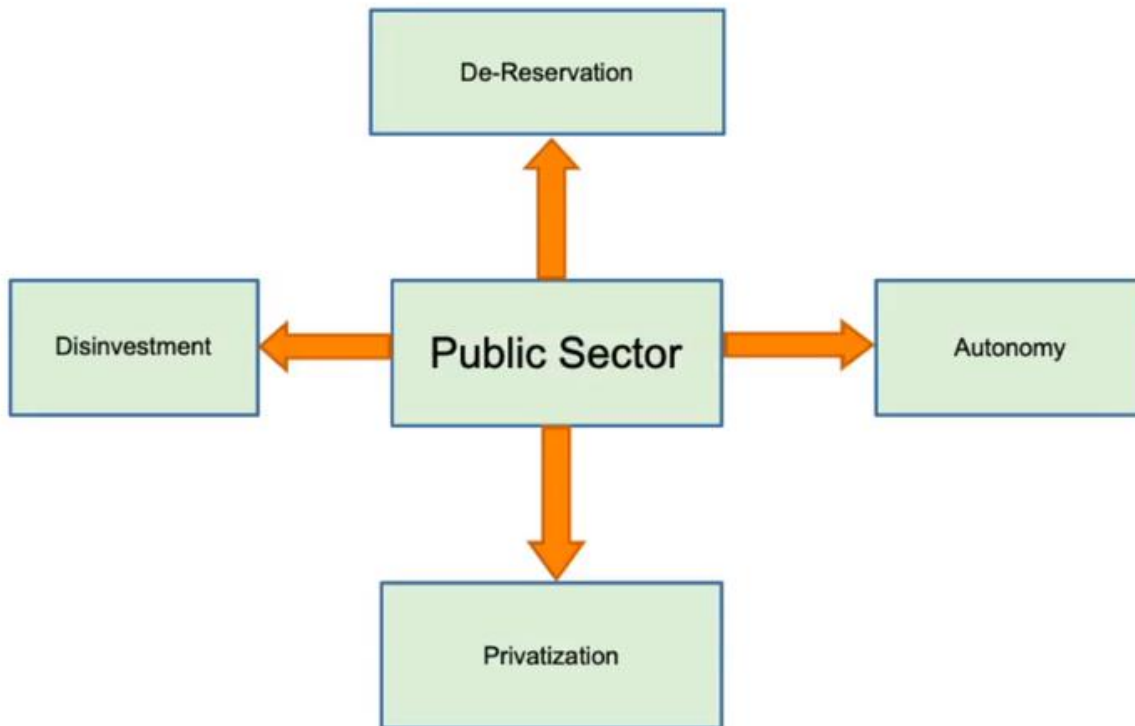 De-Reservation
Disinvestment
Public Sector
Autonomy
Privatization